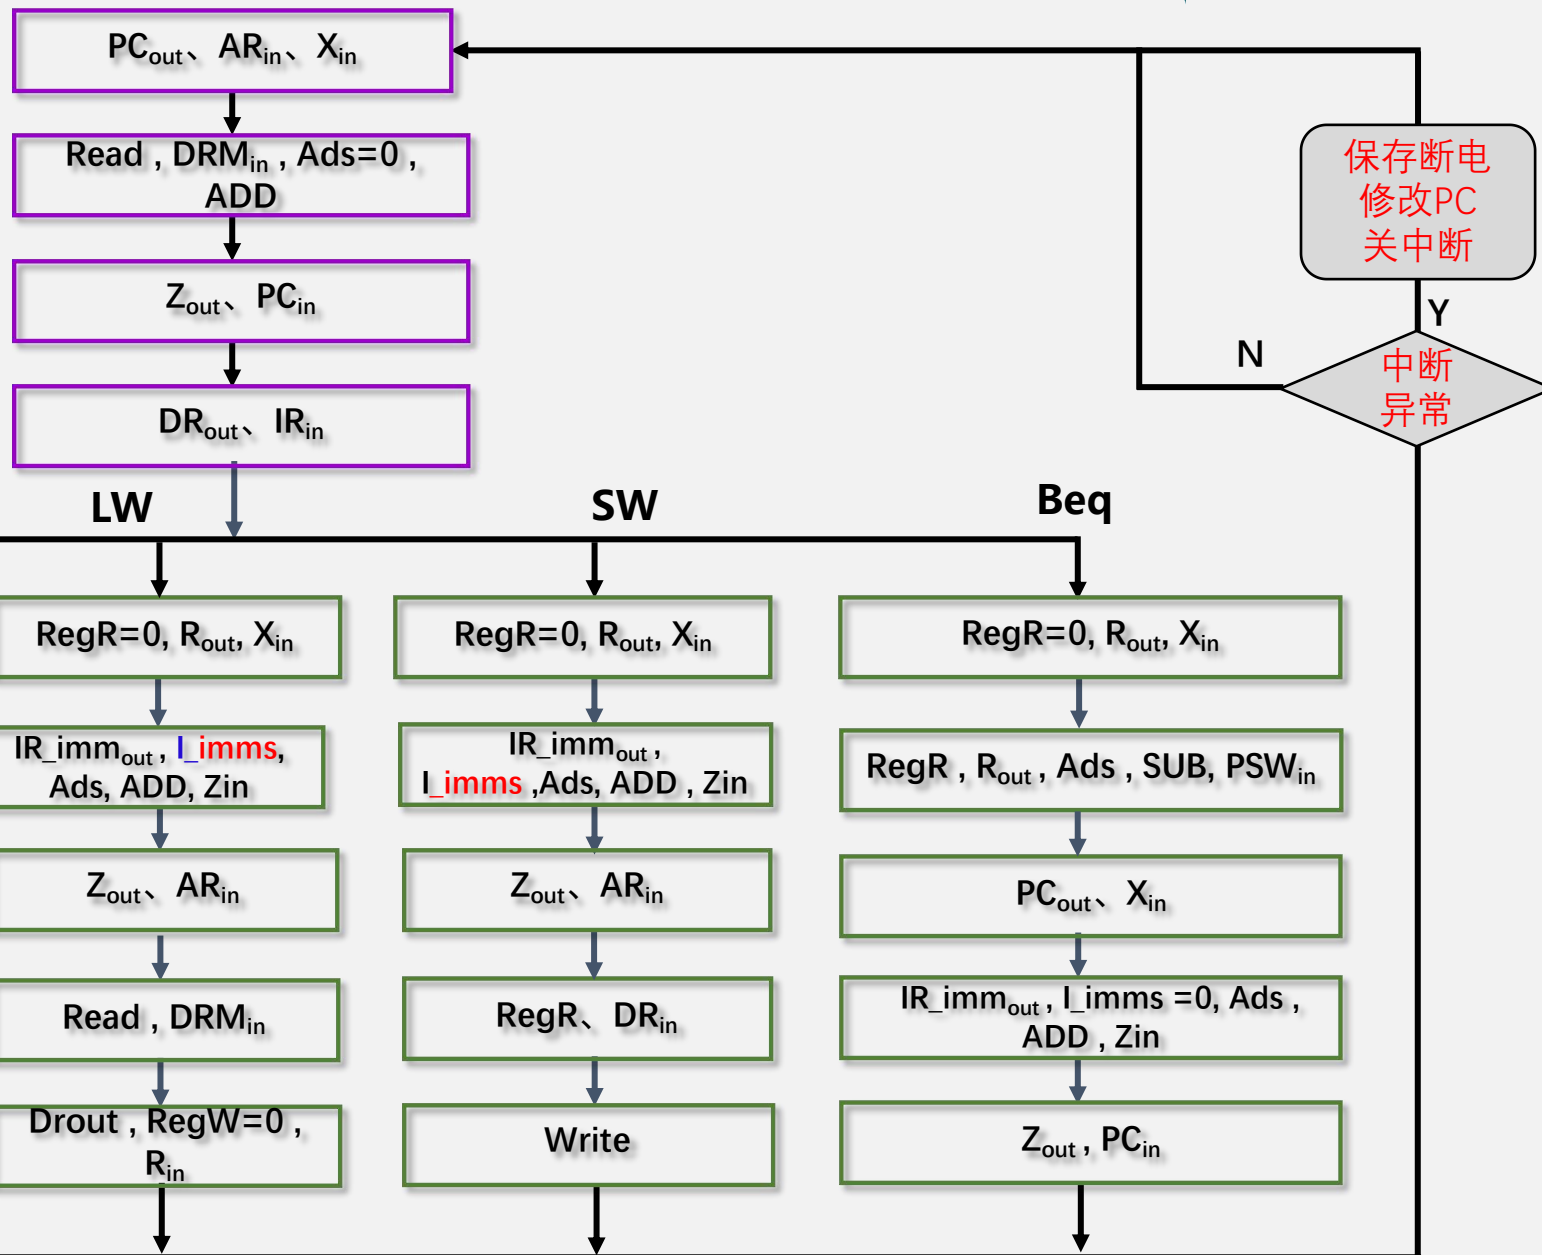 PCout、ARin、Xin
Read , DRMin , Ads=0 ,
ADD
Zout、PCin
DRout、IRin
保存断电
修改PC
关中断
Y
N
中断
异常
LW
SW
Beq
RegR=0, Rout, Xin
IR_immout , I_imms,
Ads, ADD, Zin
Zout、ARin
Read , DRMin
Drout , RegW=0 ,
Rin
RegR=0, Rout, Xin
IR_immout ,
I_imms ,Ads, ADD , Zin
Zout、ARin
RegR、DRin
Write
RegR=0, Rout, Xin
RegR , Rout , Ads , SUB, PSWin
PCout、Xin
IR_immout , I_imms =0, Ads ,
ADD , Zin
Zout , PCin